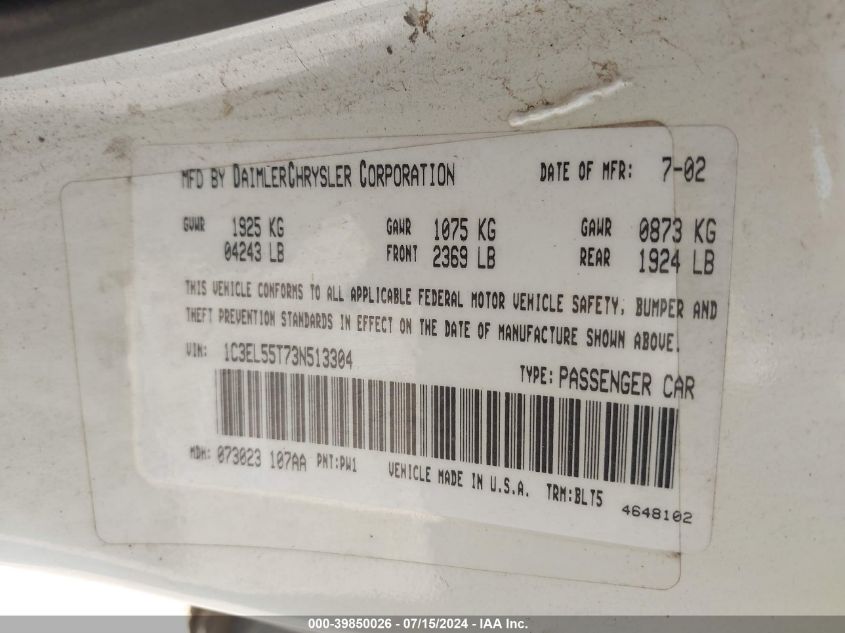 MFD BY DAIMLERCHRYSLER CORPORATION DATE OF MFR: 7-02
GVWR 1925 KG GAWR 1075 KG GAWR 0873 KG
04243 LB FRONT 2369 LB REAR 1924 LB
THIS VEHICLE CONFORMS TO ALL APPLICABLE FEDERAL MOTOR VEHICLE SAFETY, BUMPER AND
THEFT PREVENTION STANDARDS IN EFFECT ON THE DATE OF MANUFACTURE SHOWN ABOVE.
VIN: 1C3EL55T73N513304 TYPE: PASSENGER CAR
MDH: 073023 107AA PNT:PW1 VEHICLE MADE IN U.S.A. TRM:BLT5
4648102
000-39850026 - 07/15/2024 - IAA Inc.